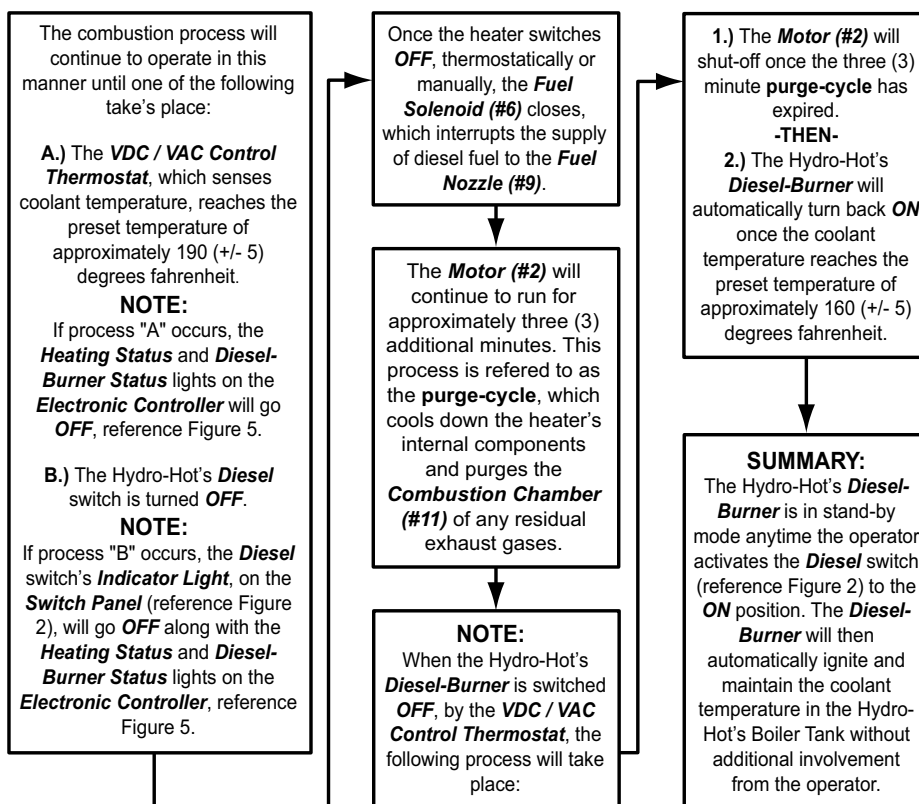 The combustion process will
continue to operate in this
manner until one of the following
take's place:
A.) The VDC / VAC Control
Thermostat, which senses
coolant temperature, reaches the
preset temperature of
approximately 190 (+/- 5)
degrees fahrenheit.
NOTE:
If process "A" occurs, the
Heating Status and Diesel-
Burner Status lights on the
Electronic Controller will go
OFF, reference Figure 5.
B.) The Hydro-Hot's Diesel
switch is turned OFF.
NOTE:
If process "B" occurs, the Diesel
switch's Indicator Light, on the
Switch Panel (reference Figure
2), will go OFF along with the
Heating Status and Diesel-
Burner Status lights on the
Electronic Controller, reference
Figure 5.
Once the heater switches
OFF, thermostatically or
manually, the Fuel
Solenoid (#6) closes,
which interrupts the supply
of diesel fuel to the Fuel
Nozzle (#9).
The Motor (#2) will
continue to run for
approximately three (3)
additional minutes. This
process is refered to as
the purge-cycle, which
cools down the heater's
internal components
and purges the
Combustion Chamber
(#11) of any residual
exhaust gases.
NOTE:
When the Hydro-Hot's
Diesel-Burner is switched
OFF, by the VDC / VAC
Control Thermostat, the
following process will take
place:
1.) The Motor (#2) will
shut-off once the three (3)
minute purge-cycle has
expired.
-THEN-
2.) The Hydro-Hot's
Diesel-Burner will
automatically turn back ON
once the coolant
temperature reaches the
preset temperature of
approximately 160 (+/- 5)
degrees fahrenheit.
SUMMARY:
The Hydro-Hot's Diesel-
Burner is in stand-by
mode anytime the operator
activates the Diesel switch
(reference Figure 2) to the
ON position. The Diesel-
Burner will then
automatically ignite and
maintain the coolant
temperature in the Hydro-
Hot's Boiler Tank without
additional involvement
from the operator.